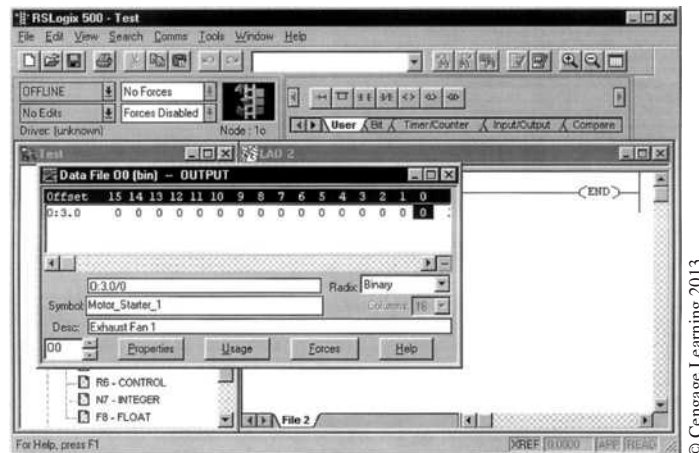 RSLogix 500 - Test
File Edit View Search Comms Tools Window Help
OFFLINE No Forces
No Edits Forces Disabled
Driver: (unknown) Node : 1o
User Bit Timer/Counter Input/Output Compare
Test
LAD 2
Data File O0 (bin) -- OUTPUT
Offset 15 14 13 12 11 10 9 8 7 6 5 4 3 2 1 0
O:3.0 0 0 0 0 0 0 0 0 0 0 0 0 0 0 0 0
(END)
O:3.0/0 Radix: Binary
Symbol: Motor_Starter_1 Columns: 16
Desc: Exhaust Fan 1
O0 Properties Usage Forces Help
R6 - CONTROL
N7 - INTEGER
F8 - FLOAT
File 2
For Help, press F1 XREF 0:0000 APP READ
© Cengage Learning 2013